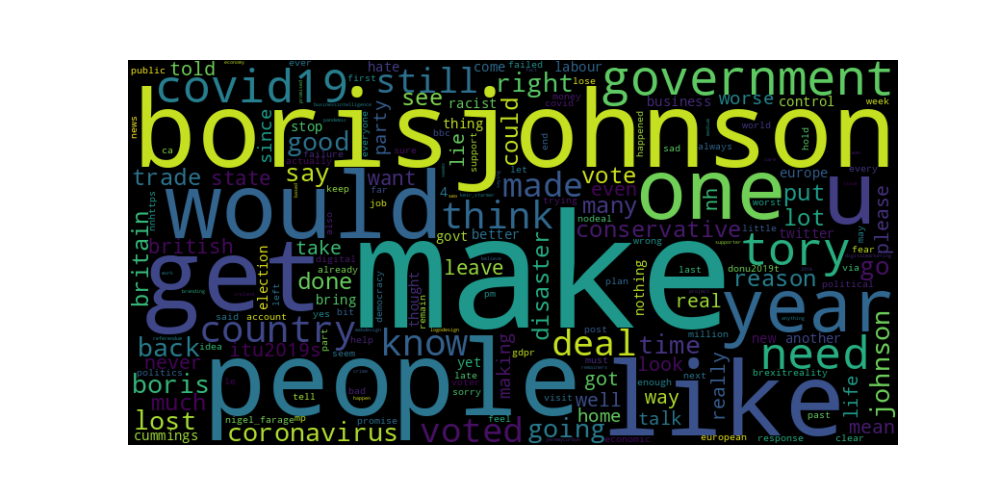 public told ever hate come failed labour
economy first lose
covid19 still right government
see racist could business worse control week
money covid
news borisjohnson
since stop good everyone party lie thing support bbc end happened world hold
ca failure actually sure sad always
trade state say want made even vote europe put every
would one u
keep far let trying many nh worst lot please
job 4 think
britain nnhttps also conservative twitter may
british take govt better disaster nodeal wrong little tory
get make year
election done already leave nothing real last donu2019t reason fear via go
digital supporter political
bring democracy thought pm believe plan
left account remain
country said yes bit know deal time new another need
back idea itu2019s part help making post million
never seem gdpr must look really brexitreality johnson
boris politics people like
yet got enough next life
much tell bad late sorry well way
voter happen visit home talk past mean
lost nigel_farage mp promise feel
cummings coronavirus voted going economic european response clear